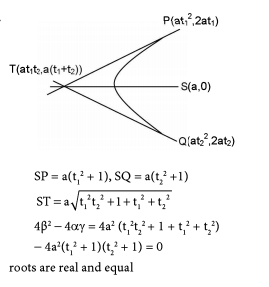 P(at₁²,2at₁)
T(at₁t₂,a(t₁+t₂))
S(a,0)
Q(at₂²,2at₂)
SP = a(t₁² + 1), SQ = a(t₂² +1)
ST = a√(t₁²t₂² +1+t₁² + t₂²)
4β² – 4αγ = 4a² (t₁²t₂² + 1 + t₁² + t₂²)
– 4a²(t₁² + 1)(t₂² + 1) = 0
roots are real and equal